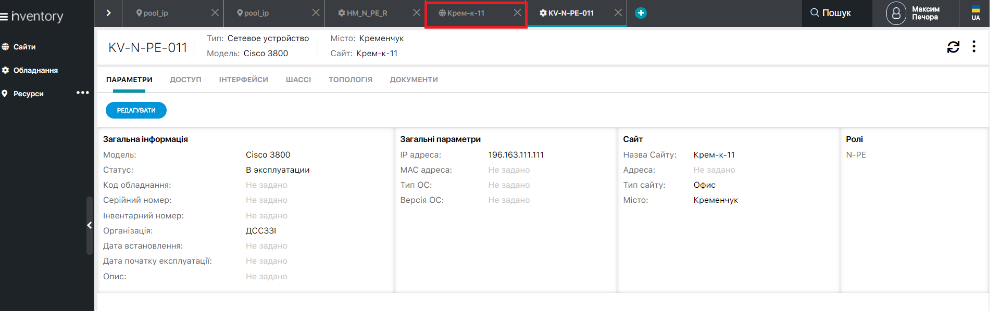 inventory
pool_ip
pool_ip
HM_N_PE_R
Крем-к-11
KV-N-PE-011
Пошук
Максим
Печора
UA
Сайти
Обладнання
Ресурси
KV-N-PE-011
Тип: Сетевое устройство
Модель: Cisco 3800
Місто: Кременчук
Сайт: Крем-к-11
ПАРАМЕТРИ
ДОСТУП
ІНТЕРФЕЙСИ
ШАССІ
ТОПОЛОГІЯ
ДОКУМЕНТИ
РЕДАГУВАТИ
Загальна інформація
Модель: Cisco 3800
Статус: В эксплуатации
Код обладнання: Не задано
Серійний номер: Не задано
Інвентарний номер: Не задано
Організація: ДССЗЗІ
Дата встановлення: Не задано
Дата початку експлуатації: Не задано
Опис: Не задано
Загальні параметри
IP адреса: 196.163.111.111
MAC адреса: Не задано
Тип ОС: Не задано
Версія ОС: Не задано
Сайт
Назва Сайту: Крем-к-11
Адреса: Не задано
Тип сайту: Офис
Місто: Кременчук
Ролі
N-PE